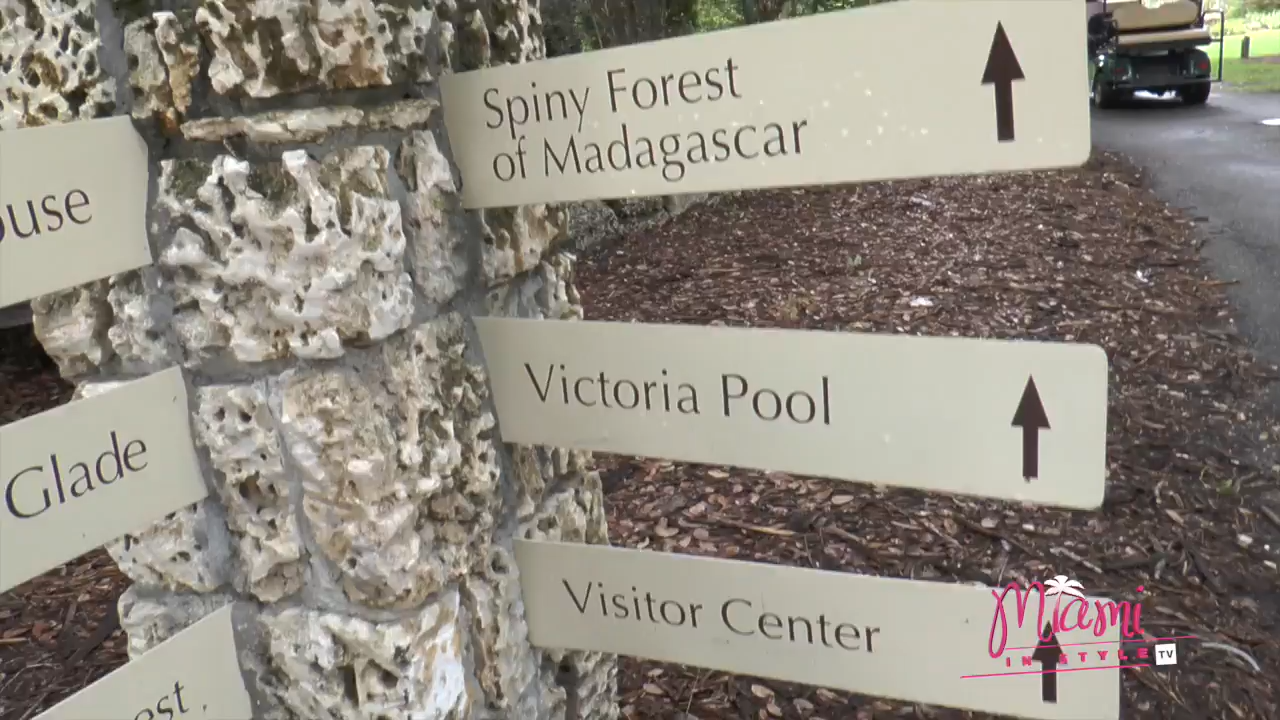 Spiny Forest
of Madagascar
Victoria Pool
Visitor Center
Glade
Miami
IN STYLE TV